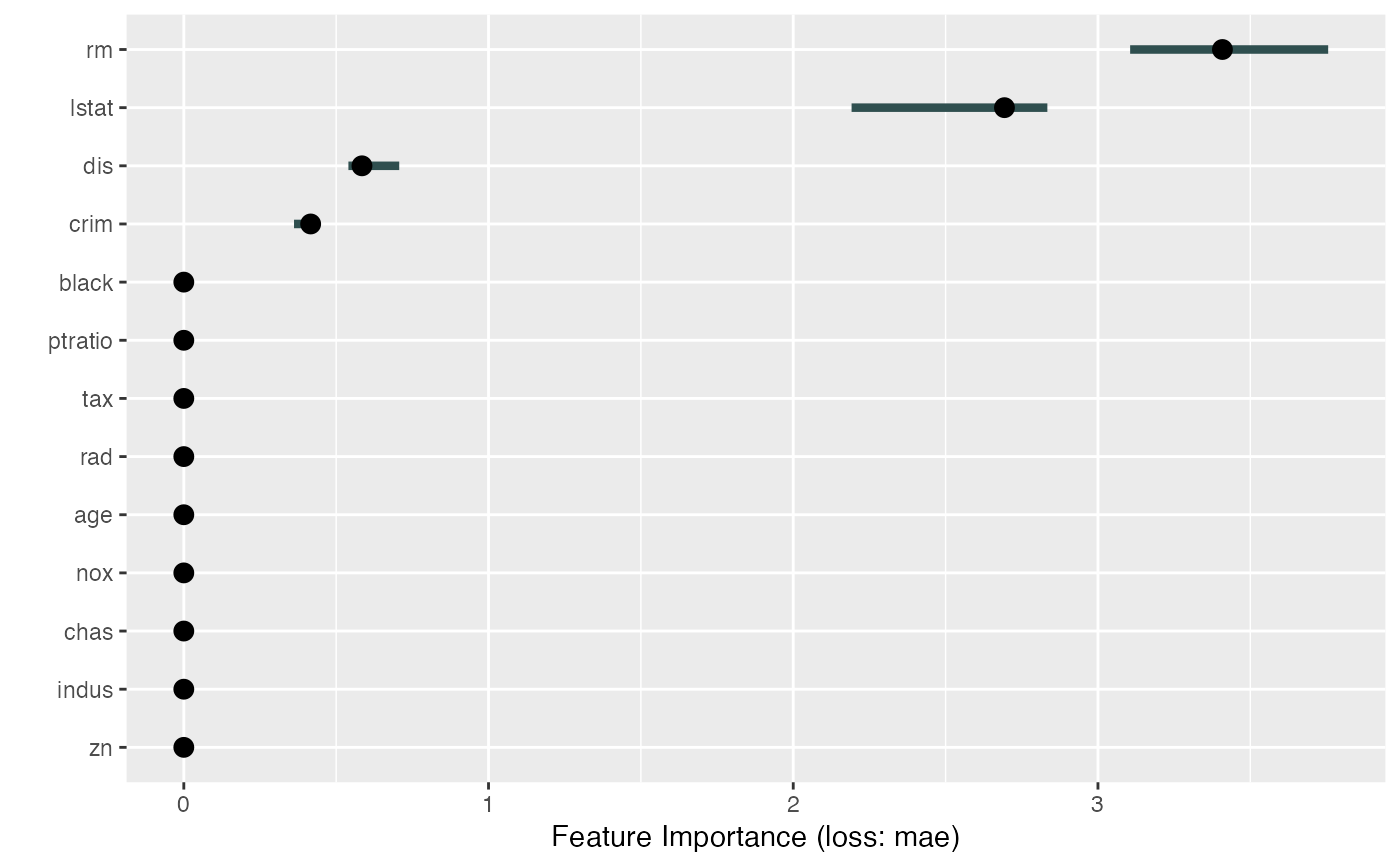 rm
lstat
dis
crim
black
ptratio
tax
rad
age
nox
chas
indus
zn
0 1 2 3
Feature Importance (loss: mae)